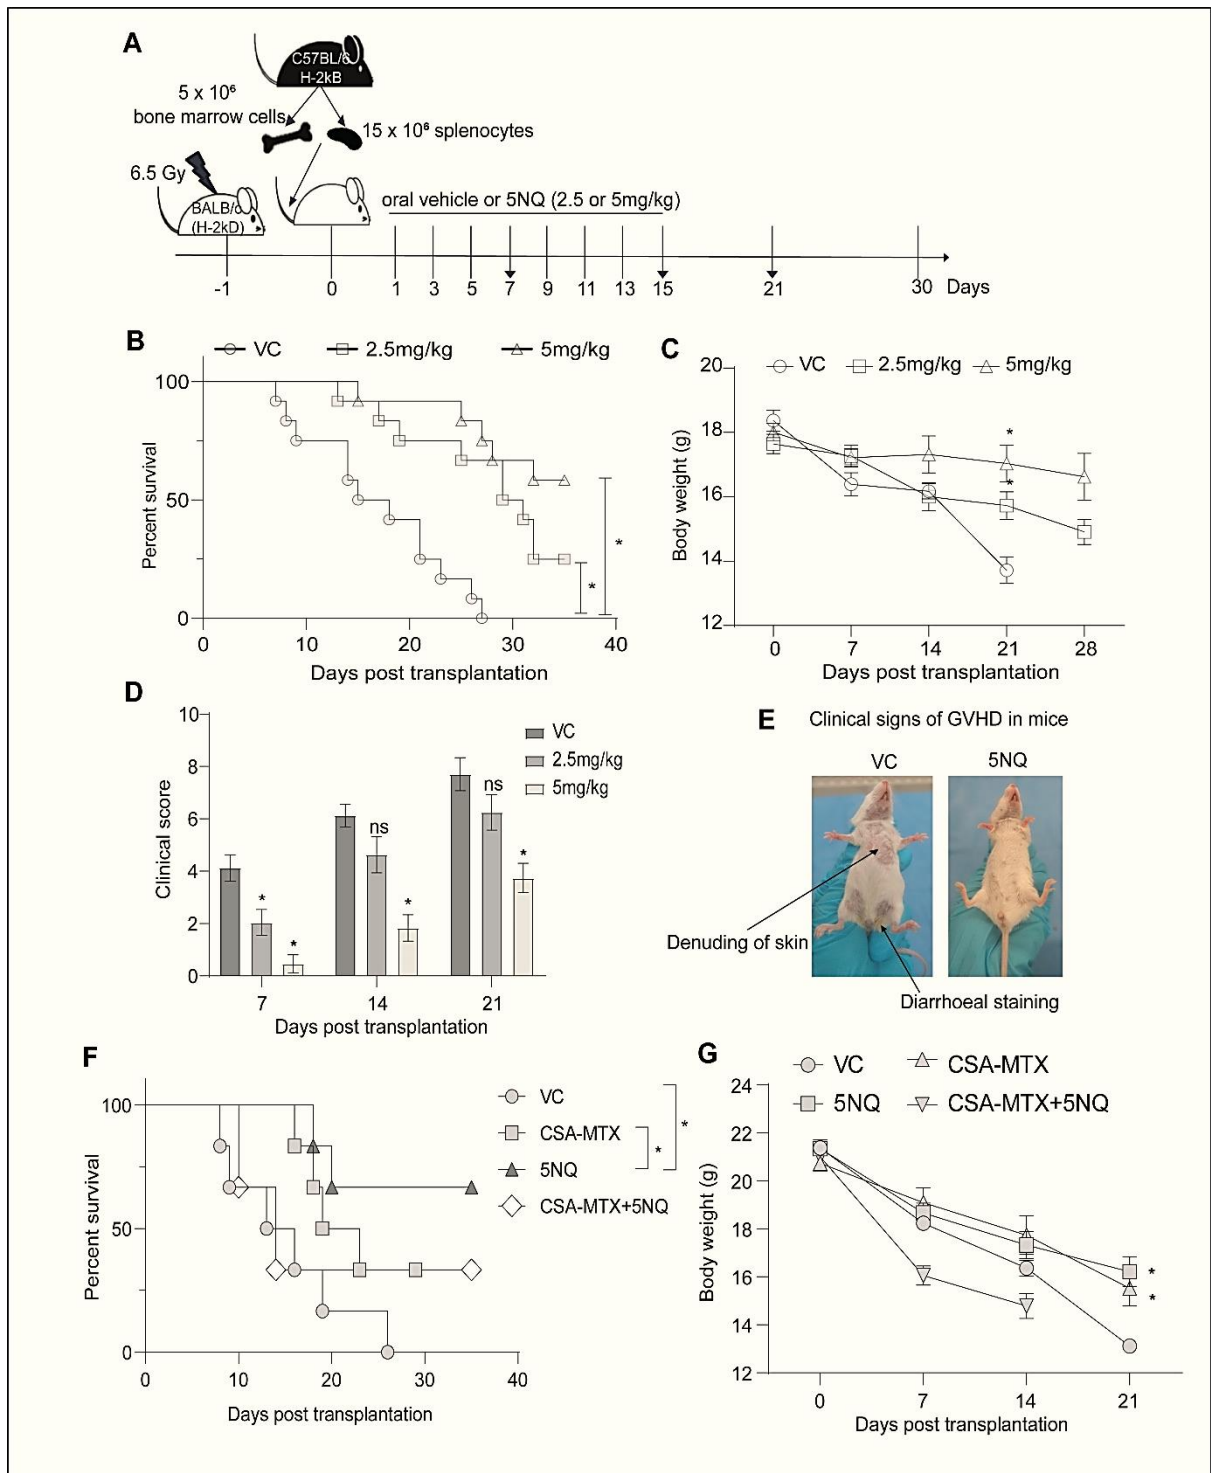 A
C57BL/6
H-2kB
5 x 10⁶
bone marrow cells
15 x 10⁶ splenocytes
6.5 Gy
BALB/c
(H-2kD)
oral vehicle or 5NQ (2.5 or 5mg/kg)
-1 0 1 3 5 7 9 11 13 15 21 30 Days
B
VC 2.5mg/kg 5mg/kg
Percent survival
100
50
0
*
*
0 10 20 30 40
Days post transplantation
C
VC 2.5mg/kg 5mg/kg
Body weight (g)
20
18
16
14
12
*
*
0 7 14 21 28
Days post transplantation
D
Clinical score
10
8
6
4
2
0
VC
2.5mg/kg
5mg/kg
* *
ns *
ns *
7 14 21
Days post transplantation
E Clinical signs of GVHD in mice
VC 5NQ
Denuding of skin
Diarrhoeal staining
F
Percent survival
100
50
0
VC
CSA-MTX
5NQ
CSA-MTX+5NQ
*
*
0 10 20 30 40
Days post transplantation
G
VC CSA-MTX
5NQ CSA-MTX+5NQ
Body weight (g)
24
22
20
18
16
14
12
*
*
0 7 14 21
Days post transplantation